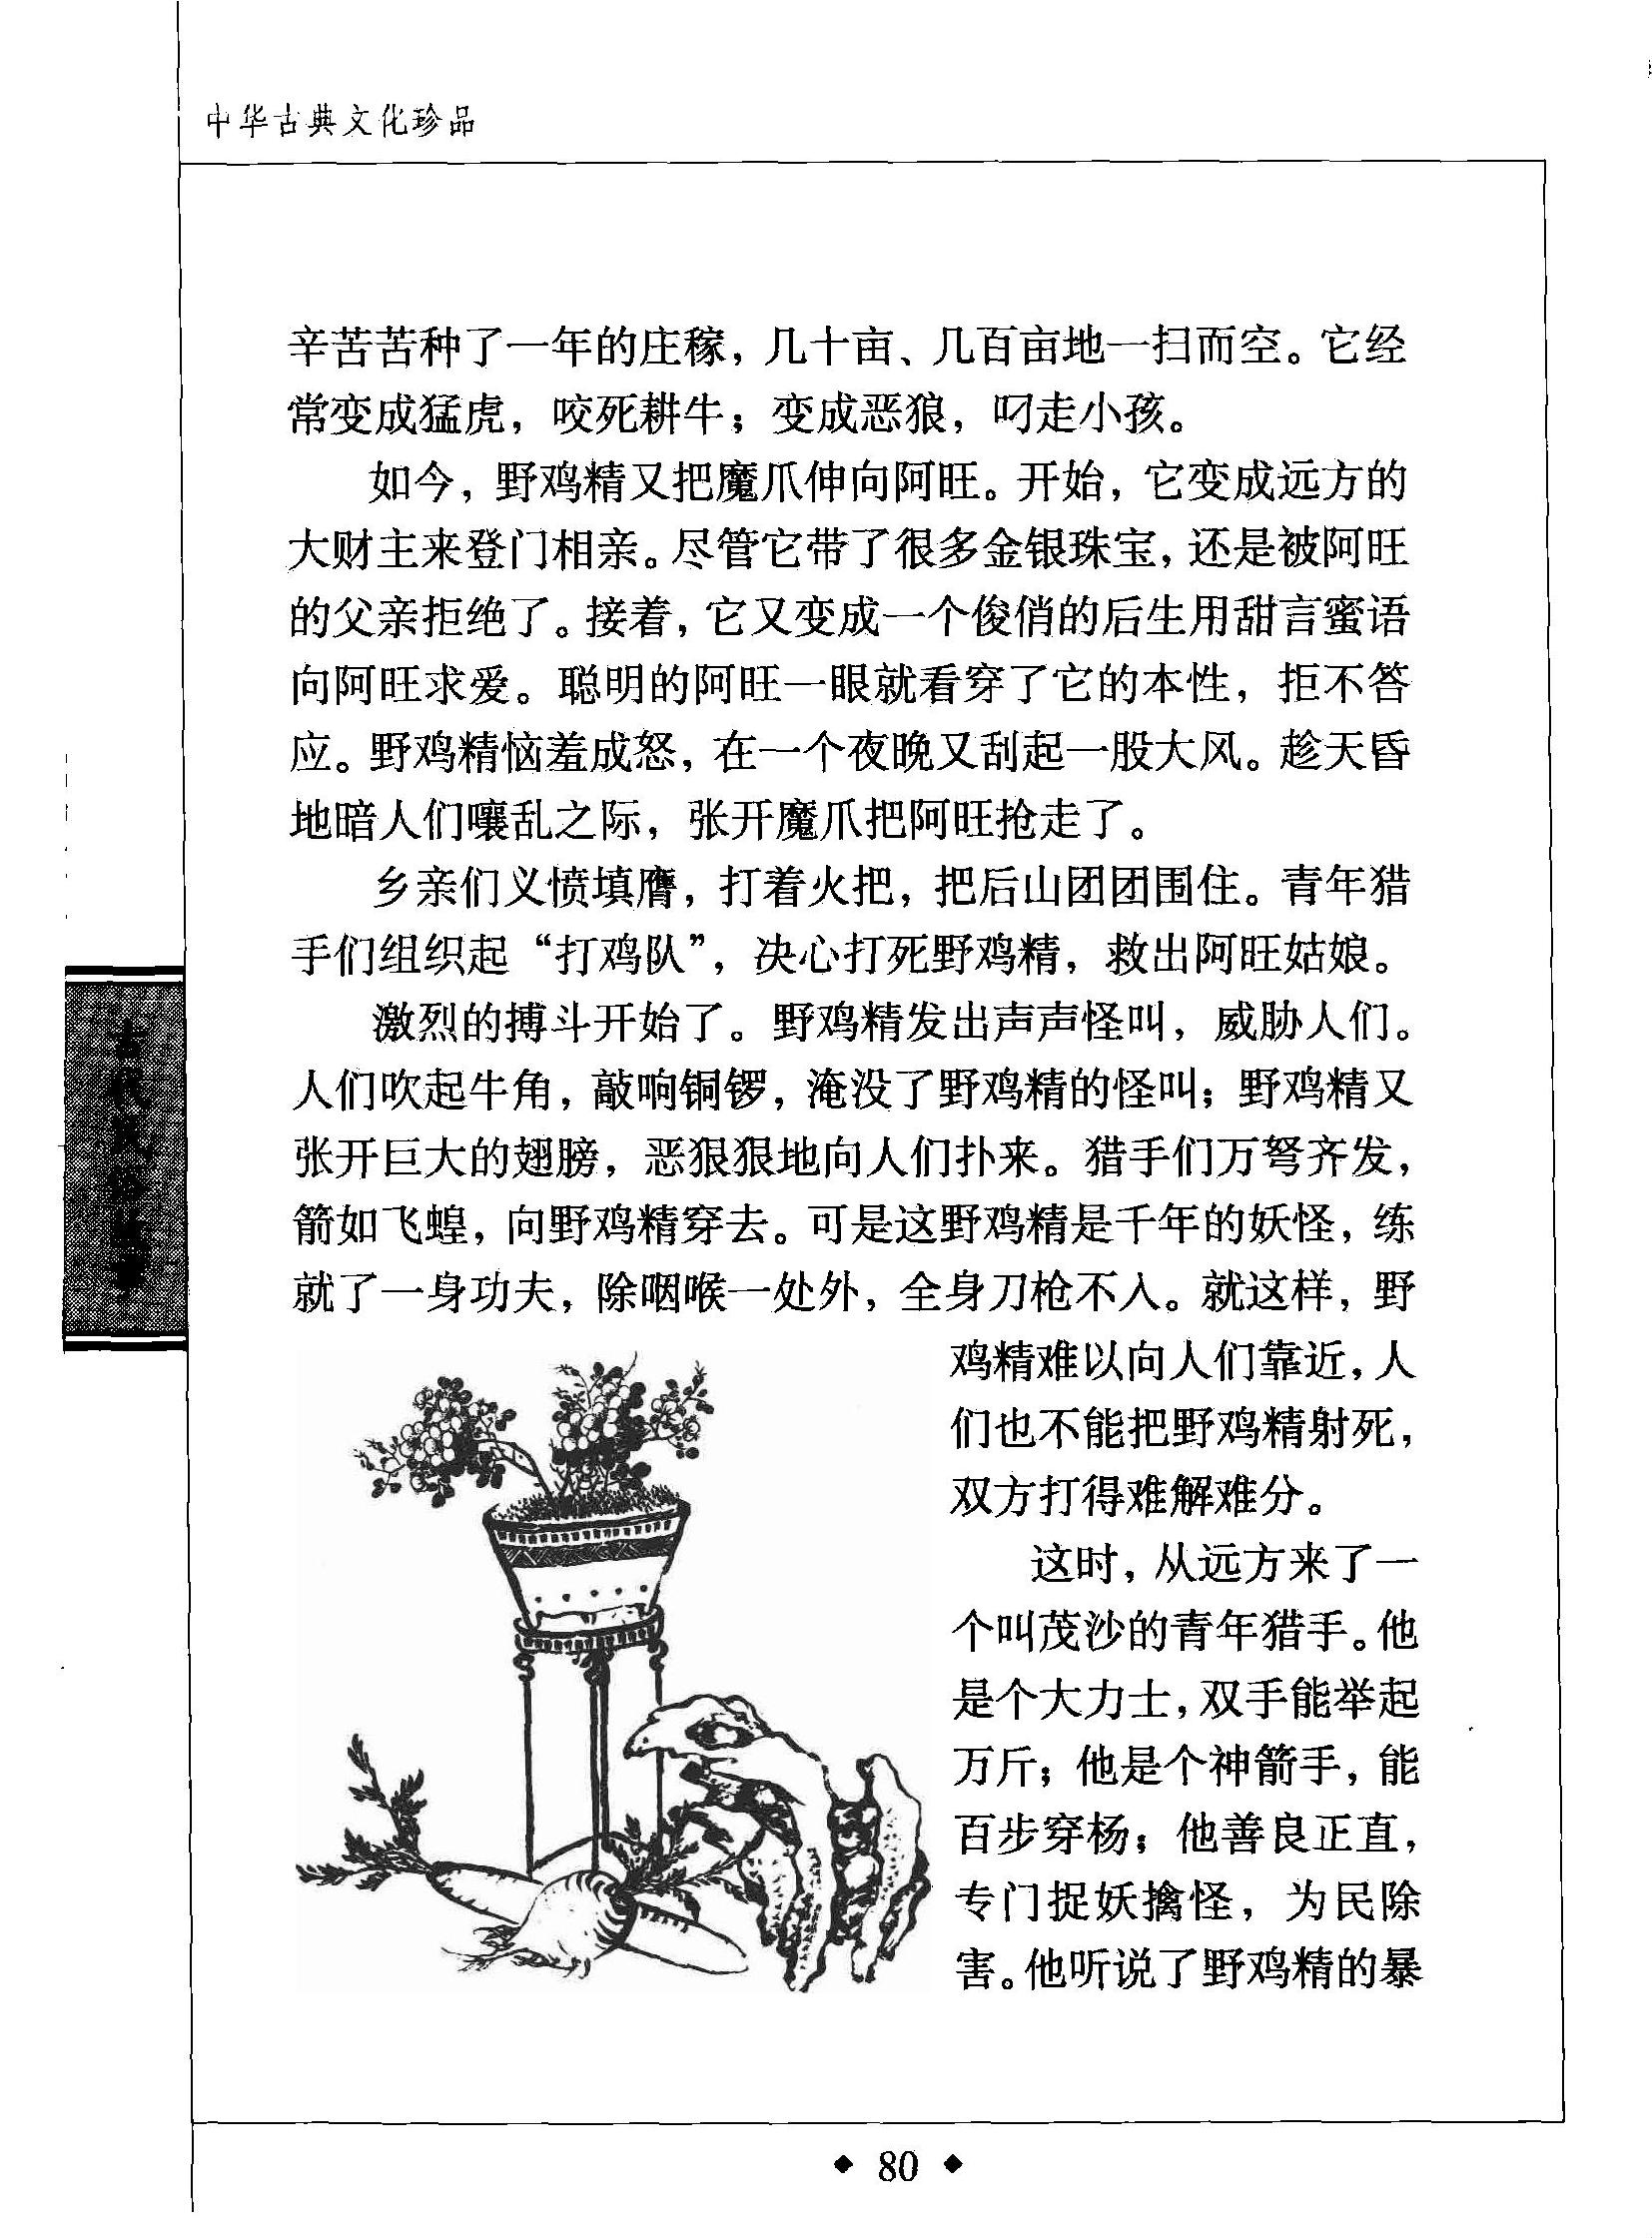 中华古典文化珍品
辛苦苦种了一年的庄稼，几十亩、几百亩地一扫而空。它经
常变成猛虎，咬死耕牛；变成恶狼，叼走小孩。
如今，野鸡精又把魔爪伸向阿旺。开始，它变成远方的
大财主来登门相亲。尽管它带了很多金银珠宝，还是被阿旺
的父亲拒绝了。接着，它又变成一个俊俏的后生用甜言蜜语
向阿旺求爱。聪明的阿旺一眼就看穿了它的本性，拒不答
应。野鸡精恼羞成怒，在一个夜晚又刮起一股大风。趁天昏
地暗人们嚷乱之际，张开魔爪把阿旺抢走了。
乡亲们义愤填膺，打着火把，把后山团团围住。青年猎
手们组织起“打鸡队”，决心打死野鸡精，救出阿旺姑娘。
激烈的搏斗开始了。野鸡精发出声声怪叫，威胁人们。
人们吹起牛角，敲响铜锣，淹没了野鸡精的怪叫；野鸡精又
张开巨大的翅膀，恶狠狠地向人们扑来。猎手们万弩齐发，
箭如飞蝗，向野鸡精穿去。可是这野鸡精是千年的妖怪，练
就了一身功夫，除咽喉一处外，全身刀枪不入。就这样，野
鸡精难以向人们靠近，人
们也不能把野鸡精射死，
双方打得难解难分。
这时，从远方来了一
个叫茂沙的青年猎手。他
是个大力士，双手能举起
万斤；他是个神箭手，能
百步穿杨；他善良正直，
专门捉妖擒怪，为民除
害。他听说了野鸡精的暴
古代民俗故事
80